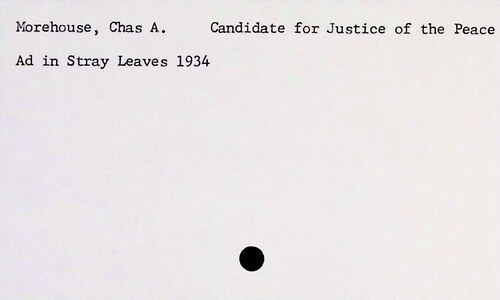 Morehouse, Chas A. Candidate for Justice of the Peace
Ad in Stray Leaves 1934